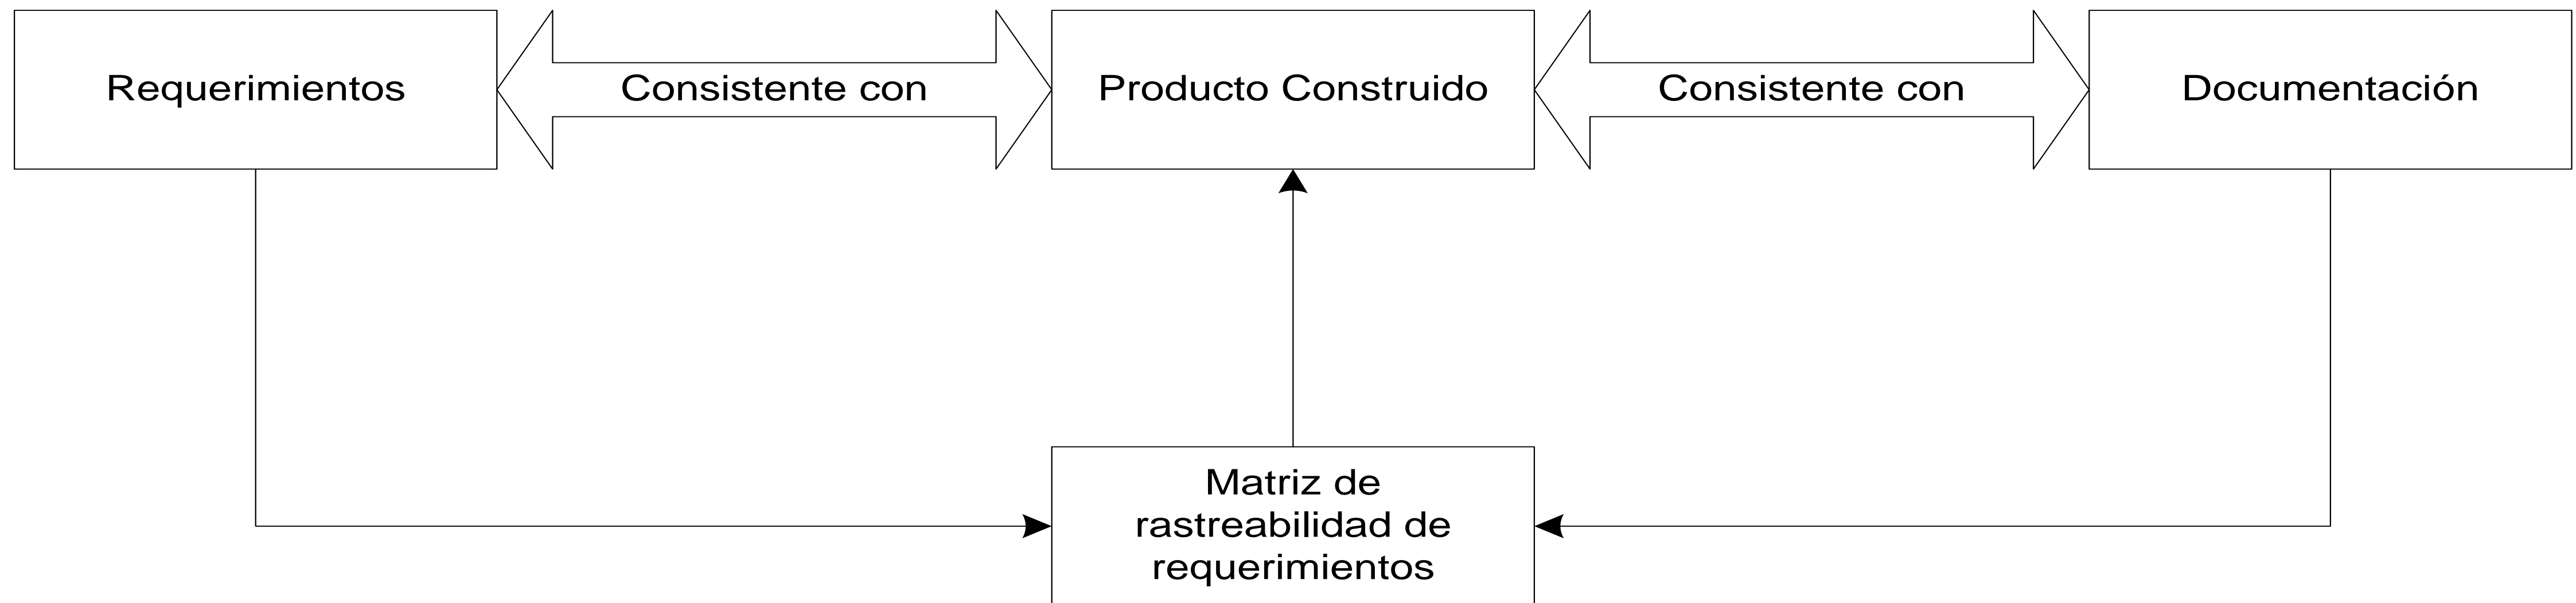 Requerimientos
Consistente con
Producto Construido
Consistente con
Documentación
Matriz de
rastreabilidad de
requerimientos